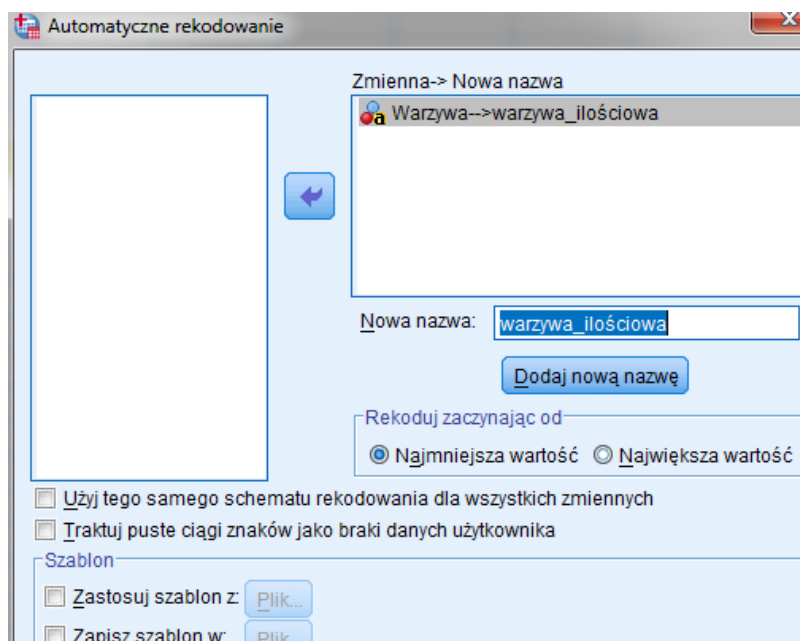 Automatyczne rekodowanie
Zmienna-> Nowa nazwa
Warzywa-->warzywa_ilościowa
Nowa nazwa: warzywa_ilościowa
Dodaj nową nazwę
Rekoduj zaczynając od
Najmniejsza wartość Największa wartość
Użyj tego samego schematu rekodowania dla wszystkich zmiennych
Traktuj puste ciągi znaków jako braki danych użytkownika
Szablon
Zastosuj szablon z: Plik...
Zapisz szablon w: Plik...